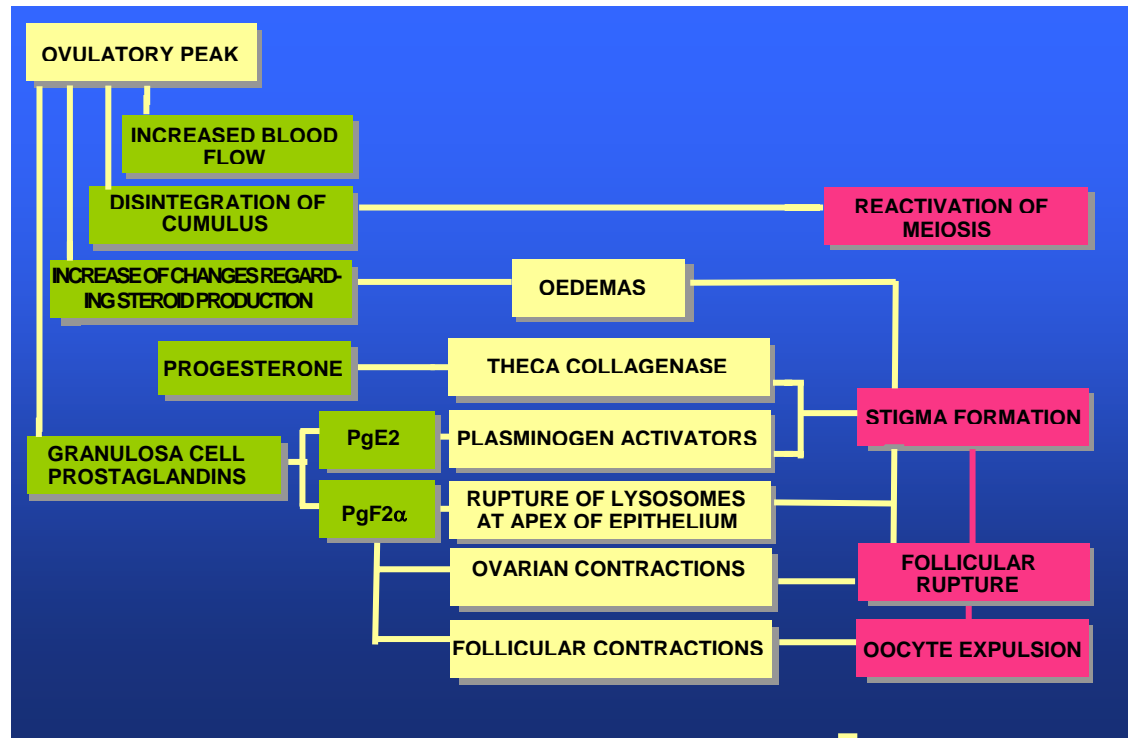 OVULATORY PEAK
INCREASED BLOOD
FLOW
DISINTEGRATION OF
CUMULUS
REACTIVATION OF
MEIOSIS
INCREASE OF CHANGES REGARD-
ING STEROID PRODUCTION
OEDEMAS
PROGESTERONE
THECA COLLAGENASE
STIGMA FORMATION
GRANULOSA CELL
PROSTAGLANDINS
PgE2
PLASMINOGEN ACTIVATORS
PgF2α
RUPTURE OF LYSOSOMES
AT APEX OF EPITHELIUM
OVARIAN CONTRACTIONS
FOLLICULAR
RUPTURE
FOLLICULAR CONTRACTIONS
OOCYTE EXPULSION